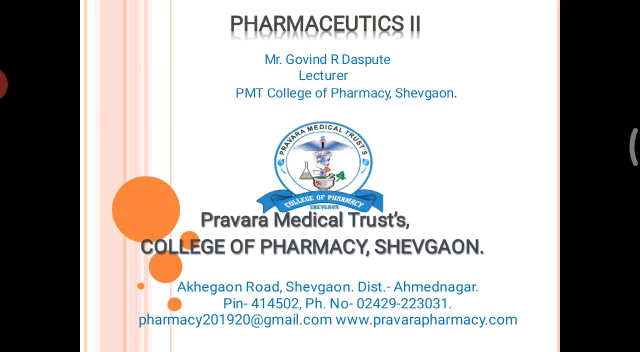 PHARMACEUTICS II
Mr. Govind R Daspute
Lecturer
PMT College of Pharmacy, Shevgaon.
PRAVARA MEDICAL TRUST'S
COLLEGE OF PHARMACY
SHEVGAON
Pravara Medical Trust's,
COLLEGE OF PHARMACY, SHEVGAON.
Akhegaon Road, Shevgaon. Dist.- Ahmednagar.
Pin- 414502, Ph. No- 02429-223031.
pharmacy201920@gmail.com www.pravarapharmacy.com